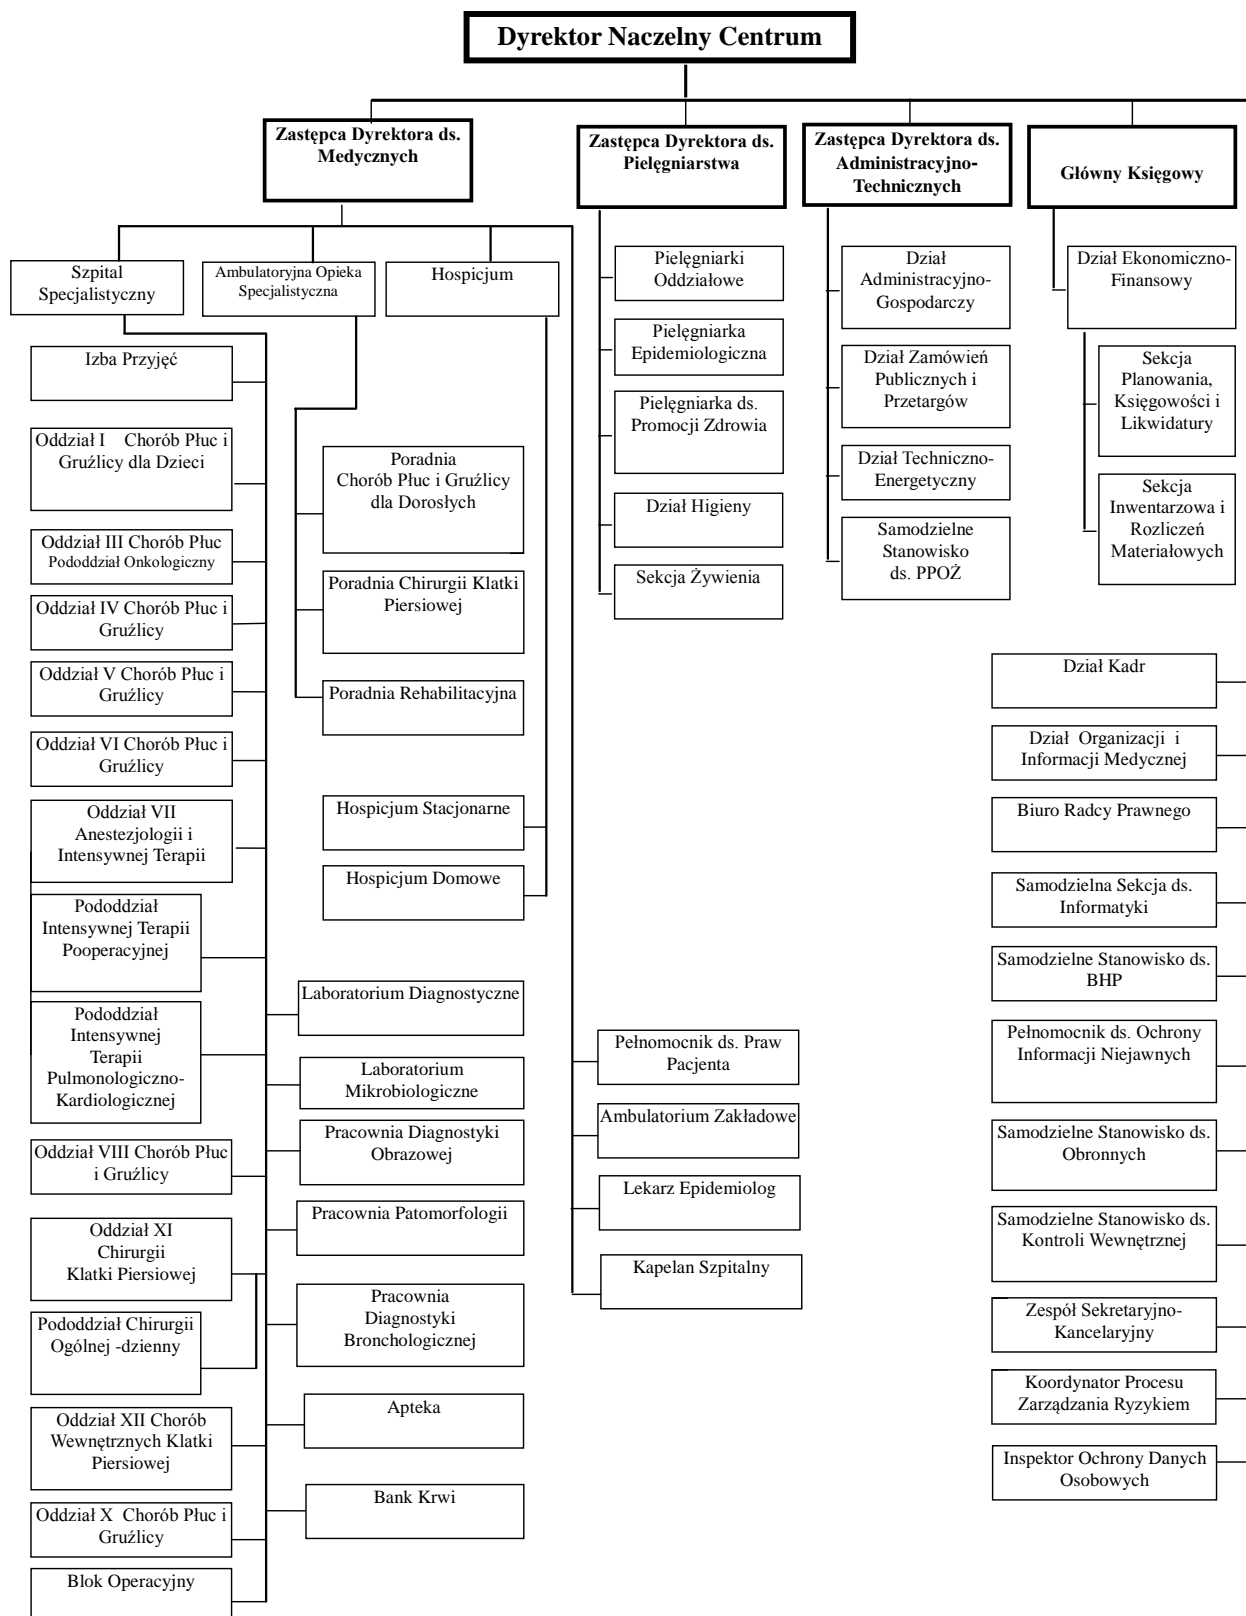 Dyrektor Naczelny Centrum
Zastępca Dyrektora ds.
Medycznych
Zastępca Dyrektora ds.
Pielęgniarstwa
Zastępca Dyrektora ds.
Administracyjno-
Technicznych
Główny Księgowy
Szpital
Specjalistyczny
Ambulatoryjna Opieka
Specjalistyczna
Hospicjum
Izba Przyjęć
Oddział I Chorób Płuc i
Gruźlicy dla Dzieci
Oddział III Chorób Płuc
Pododdział Onkologiczny
Oddział IV Chorób Płuc i
Gruźlicy
Oddział V Chorób Płuc i
Gruźlicy
Oddział VI Chorób Płuc i
Gruźlicy
Oddział VII
Anestezjologii i
Intensywnej Terapii
Pododdział
Intensywnej Terapii
Pooperacyjnej
Pododdział
Intensywnej
Terapii
Pulmonologiczno-
Kardiologicznej
Oddział VIII Chorób Płuc
i Gruźlicy
Oddział XI
Chirurgii
Klatki Piersiowej
Pododdział Chirurgii
Ogólnej -dzienny
Oddział XII Chorób
Wewnętrznych Klatki
Piersiowej
Oddział X Chorób Płuc i
Gruźlicy
Blok Operacyjny
Poradnia
Chorób Płuc i Gruźlicy
dla Dorosłych
Poradnia Chirurgii Klatki
Piersiowej
Poradnia Rehabilitacyjna
Hospicjum Stacjonarne
Hospicjum Domowe
Laboratorium Diagnostyczne
Laboratorium
Mikrobiologiczne
Pracownia Diagnostyki
Obrazowej
Pracownia Patomorfologii
Pracownia
Diagnostyki
Bronchologicznej
Apteka
Bank Krwi
Pełnomocnik ds. Praw
Pacjenta
Ambulatorium Zakładowe
Lekarz Epidemiolog
Kapelan Szpitalny
Pielęgniarki
Oddziałowe
Pielęgniarka
Epidemiologiczna
Pielęgniarka ds.
Promocji Zdrowia
Dział Higieny
Sekcja Żywienia
Dział
Administracyjno-
Gospodarczy
Dział Zamówień
Publicznych i
Przetargów
Dział Techniczno-
Energetyczny
Samodzielne
Stanowisko
ds. PPOŻ
Dział Ekonomiczno-
Finansowy
Sekcja
Planowania,
Księgowości i
Likwidatury
Sekcja
Inwentarzowa i
Rozliczeń
Materiałowych
Dział Kadr
Dział Organizacji i
Informacji Medycznej
Biuro Radcy Prawnego
Samodzielna Sekcja ds.
Informatyki
Samodzielne Stanowisko ds.
BHP
Pełnomocnik ds. Ochrony
Informacji Niejawnych
Samodzielne Stanowisko ds.
Obronnych
Samodzielne Stanowisko ds.
Kontroli Wewnętrznej
Zespół Sekretaryjno-
Kancelaryjny
Koordynator Procesu
Zarządzania Ryzykiem
Inspektor Ochrony Danych
Osobowych